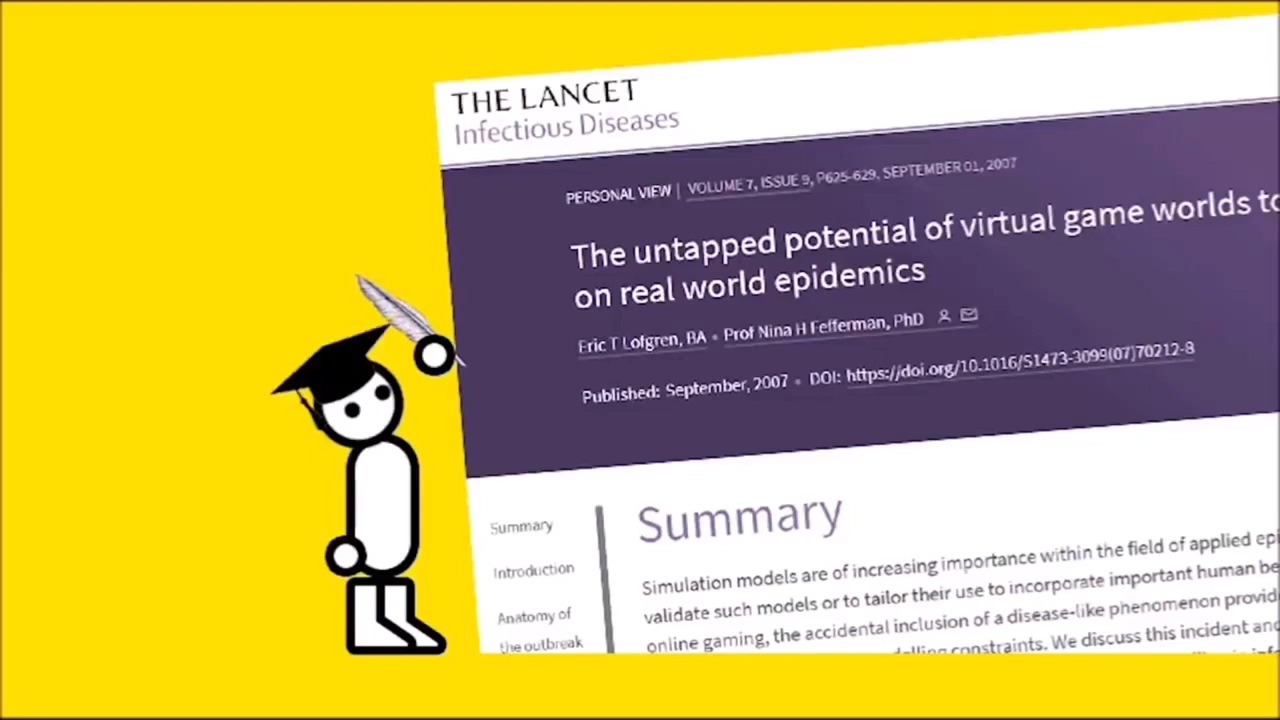 THE LANCET
Infectious Diseases
PERSONAL VIEW | VOLUME 7, ISSUE 9, P625-629, SEPTEMBER 01, 2007
The untapped potential of virtual game worlds to
on real world epidemics
Eric T Lofgren, BA • Prof Nina H Fefferman, PhD
Published: September, 2007 • DOI: https://doi.org/10.1016/S1473-3099(07)70212-8
Summary
Summary
Introduction
Anatomy of
the outbreak
Simulation models are of increasing importance within the field of applied epi
validate such models or to tailor their use to incorporate important human be
online gaming, the accidental inclusion of a disease-like phenomenon provid
constraints. We discuss this incident and